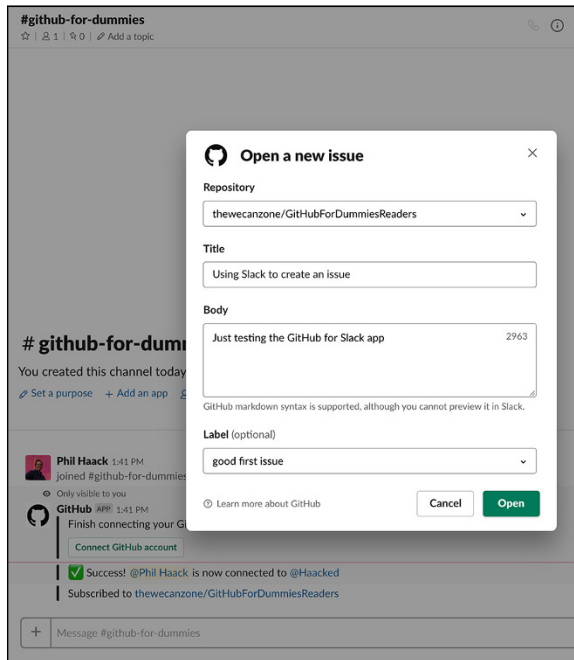 #github-for-dummies
1 | 0 | Add a topic
Open a new issue
Repository
thewecanzone/GitHubForDummiesReaders
Title
Using Slack to create an issue
Body
Just testing the GitHub for Slack app
2963
GitHub markdown syntax is supported, although you cannot preview it in Slack.
Label (optional)
good first issue
Learn more about GitHub
Cancel
Open
# github-for-dumm
You created this channel today
Set a purpose + Add an app
Phil Haack 1:41 PM
joined #github-for-dummies
Only visible to you
GitHub APP 1:41 PM
Finish connecting your Gi
Connect GitHub account
Success! @Phil Haack is now connected to @Haacked
Subscribed to thewecanzone/GitHubForDummiesReaders
+ Message #github-for-dummies